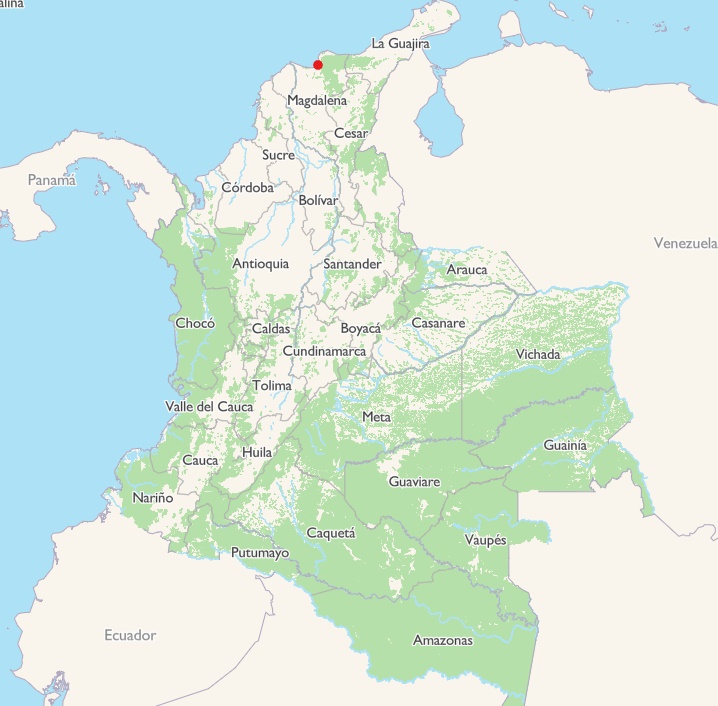 alina
La Guajira
Magdalena
Cesar
Sucre
Panamá
Córdoba
Bolívar
Venezuela
Antioquia
Santander
Arauca
Chocó
Caldas
Boyacá
Casanare
Cundinamarca
Vichada
Tolima
Valle del Cauca
Meta
Guainía
Huila
Cauca
Guaviare
Nariño
Caquetá
Vaupés
Putumayo
Ecuador
Amazonas